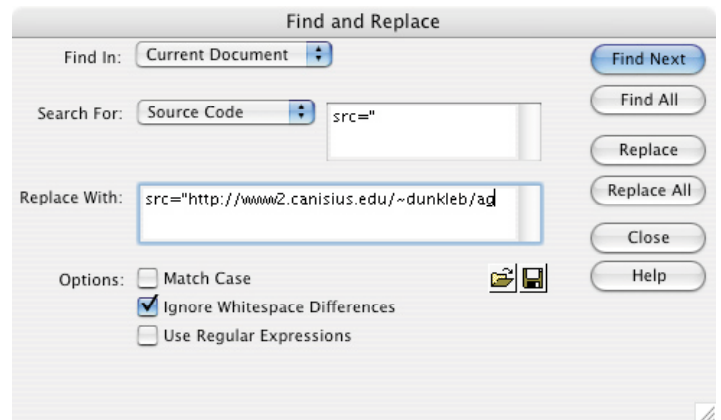 Find and Replace
Find In: Current Document
Find Next
Find All
Search For: Source Code src="
Replace
Replace With: src="http://www2.canisius.edu/~dunkleb/ag
Replace All
Close
Options: Match Case
Help
Ignore Whitespace Differences
Use Regular Expressions